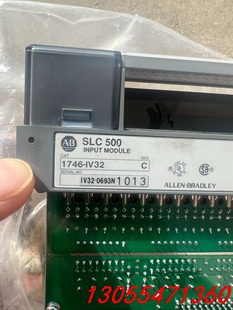 AB
SLC 500
INPUT MODULE
CAT
1746-IV32
SER
C
SERIAL NO.
IV32-0693N 1013
ALLEN-BRADLEY
13055471360